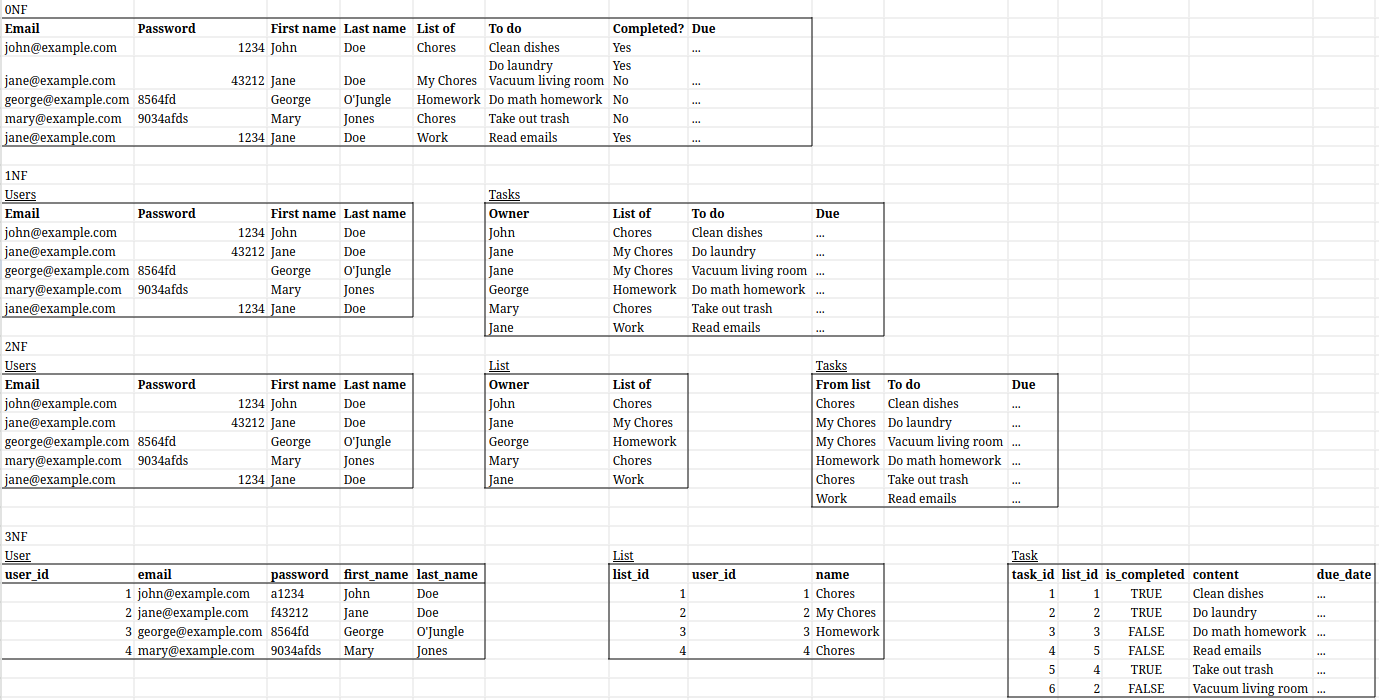 0NF
Email Password First name Last name List of To do Completed? Due
john@example.com 1234 John Doe Chores Clean dishes Yes ...
Do laundry Yes
jane@example.com 43212 Jane Doe My Chores Vacuum living room No ...
george@example.com 8564fd George O'Jungle Homework Do math homework No ...
mary@example.com 9034afds Mary Jones Chores Take out trash No ...
jane@example.com 1234 Jane Doe Work Read emails Yes ...
1NF
Users Tasks
Email Password First name Last name Owner List of To do Due
john@example.com 1234 John Doe John Chores Clean dishes ...
jane@example.com 43212 Jane Doe Jane My Chores Do laundry ...
george@example.com 8564fd George O'Jungle Jane My Chores Vacuum living room ...
mary@example.com 9034afds Mary Jones George Homework Do math homework ...
jane@example.com 1234 Jane Doe Mary Chores Take out trash ...
Jane Work Read emails ...
2NF
Users List Tasks
Email Password First name Last name Owner List of From list To do Due
john@example.com 1234 John Doe John Chores Chores Clean dishes ...
jane@example.com 43212 Jane Doe Jane My Chores My Chores Do laundry ...
george@example.com 8564fd George O'Jungle George Homework My Chores Vacuum living room ...
mary@example.com 9034afds Mary Jones Mary Chores Homework Do math homework ...
jane@example.com 1234 Jane Doe Jane Work Chores Take out trash ...
Work Read emails ...
3NF
User List Task
user_id email password first_name last_name list_id user_id name task_id list_id is_completed content due_date
1 john@example.com a1234 John Doe 1 1 Chores 1 1 TRUE Clean dishes ...
2 jane@example.com f43212 Jane Doe 2 2 My Chores 2 2 TRUE Do laundry ...
3 george@example.com 8564fd George O'Jungle 3 3 Homework 3 3 FALSE Do math homework ...
4 mary@example.com 9034afds Mary Jones 4 4 Chores 4 5 FALSE Read emails ...
5 4 TRUE Take out trash ...
6 2 FALSE Vacuum living room ...